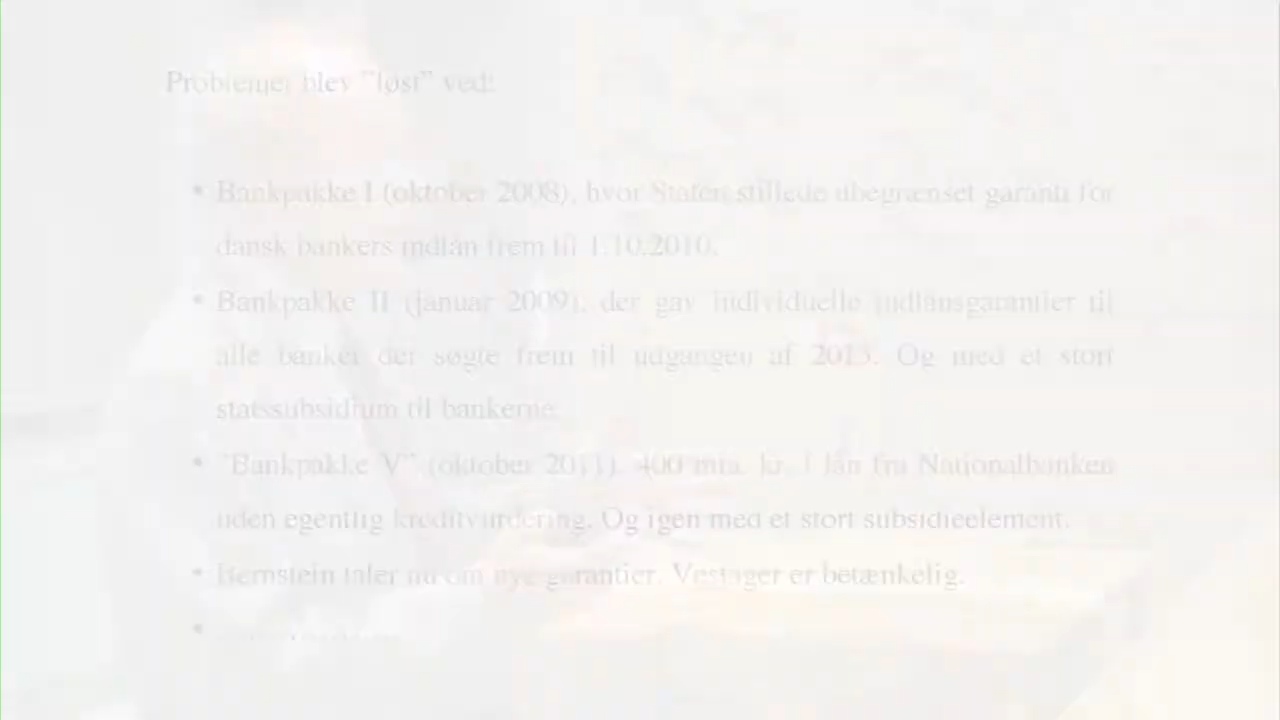 Problemet blev "løst" ved:
• Bankpakke I (oktober 2008), hvor Staten stillede ubegrænset garanti for
dansk bankers indlån frem til 1.10.2010.
• Bankpakke II (januar 2009), der gav individuelle indlånsgarantier til
alle banker der søgte frem til udgangen af 2013. Og med et stort
statssubsidium til bankerne.
• "Bankpakke V" (oktober 2011). 400 mia. kr. i lån fra Nationalbanken
uden egentlig kreditvurdering. Og igen med et stort subsidieelement.
• Bernstein taler nu om nye garantier. Vestager er betænkelig.
•